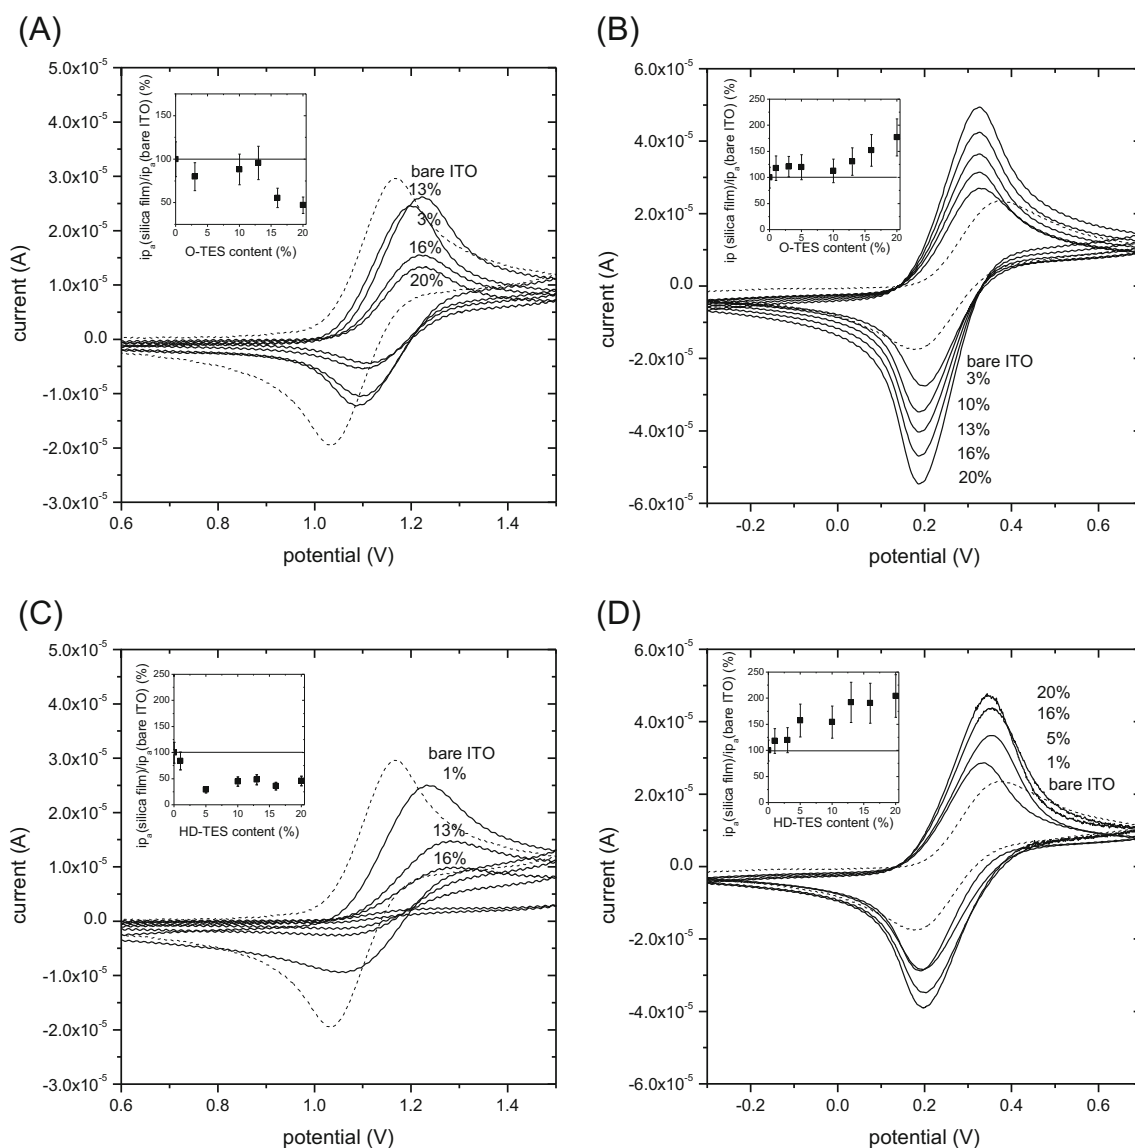 (A)
5.0x10⁻⁵
4.0x10⁻⁵
3.0x10⁻⁵
2.0x10⁻⁵
1.0x10⁻⁵
0.0
-1.0x10⁻⁵
-2.0x10⁻⁵
-3.0x10⁻⁵
current (A)
0.6 0.8 1.0 1.2 1.4
potential (V)
ipₐ(silica film)/ipₐ(bare ITO) (%)
150
100
50
0 5 10 15 20
O-TES content (%)
bare ITO
13%
3%
16%
20%
(B)
6.0x10⁻⁵
4.0x10⁻⁵
2.0x10⁻⁵
0.0
-2.0x10⁻⁵
-4.0x10⁻⁵
-6.0x10⁻⁵
current (A)
-0.2 0.0 0.2 0.4 0.6
potential (V)
ip (silica film)/ipₐ(bare ITO) (%)
250
200
150
100
50
0
0 5 10 15 20
O-TES content (%)
bare ITO
3%
10%
13%
16%
20%
(C)
5.0x10⁻⁵
4.0x10⁻⁵
3.0x10⁻⁵
2.0x10⁻⁵
1.0x10⁻⁵
0.0
-1.0x10⁻⁵
-2.0x10⁻⁵
-3.0x10⁻⁵
current (A)
0.6 0.8 1.0 1.2 1.4
potential (V)
ipₐ(silica film)/ipₐ(bare ITO) (%)
250
200
150
100
50
0
0 5 10 15 20
HD-TES content (%)
bare ITO
1%
13%
16%
(D)
6.0x10⁻⁵
4.0x10⁻⁵
2.0x10⁻⁵
0.0
-2.0x10⁻⁵
-4.0x10⁻⁵
-6.0x10⁻⁵
current (A)
-0.2 0.0 0.2 0.4 0.6
potential (V)
ipₐ(silica film)/ipₐ(bare ITO) (%)
250
200
150
100
50
0
0 5 10 15 20
HD-TES content (%)
20%
16%
5%
1%
bare ITO